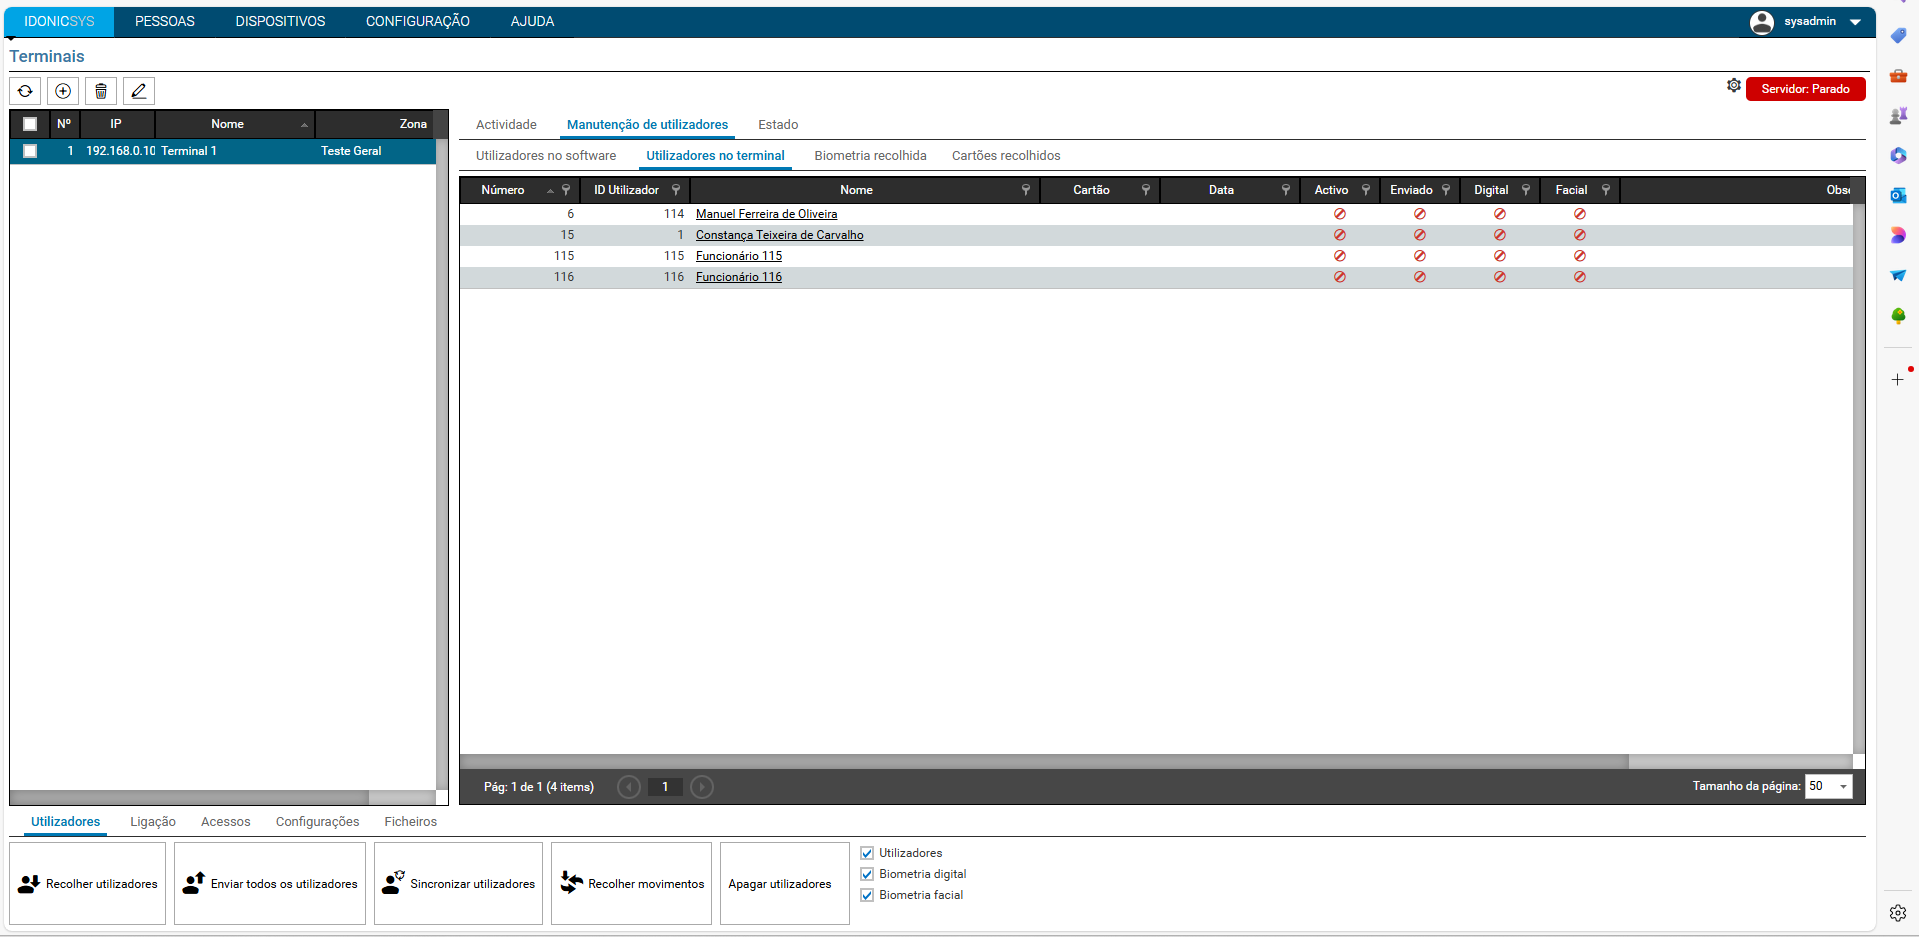 IDONICSYS PESSOAS DISPOSITIVOS CONFIGURAÇÃO AJUDA sysadmin
Terminais
Servidor: Parado
Nº IP Nome Zona
1 192.168.0.10 Terminal 1 Teste Geral
Actividade Manutenção de utilizadores Estado
Utilizadores no software Utilizadores no terminal Biometria recolhida Cartões recolhidos
Número ID Utilizador Nome Cartão Data Activo Enviado Digital Facial
6 114 Manuel Ferreira de Oliveira
15 1 Constança Teixeira de Carvalho
115 115 Funcionário 115
116 116 Funcionário 116
Pág: 1 de 1 (4 items) 1 Tamanho da página: 50
Utilizadores Ligação Acessos Configurações Ficheiros
Recolher utilizadores Enviar todos os utilizadores Sincronizar utilizadores Recolher movimentos Apagar utilizadores
Utilizadores
Biometria digital
Biometria facial